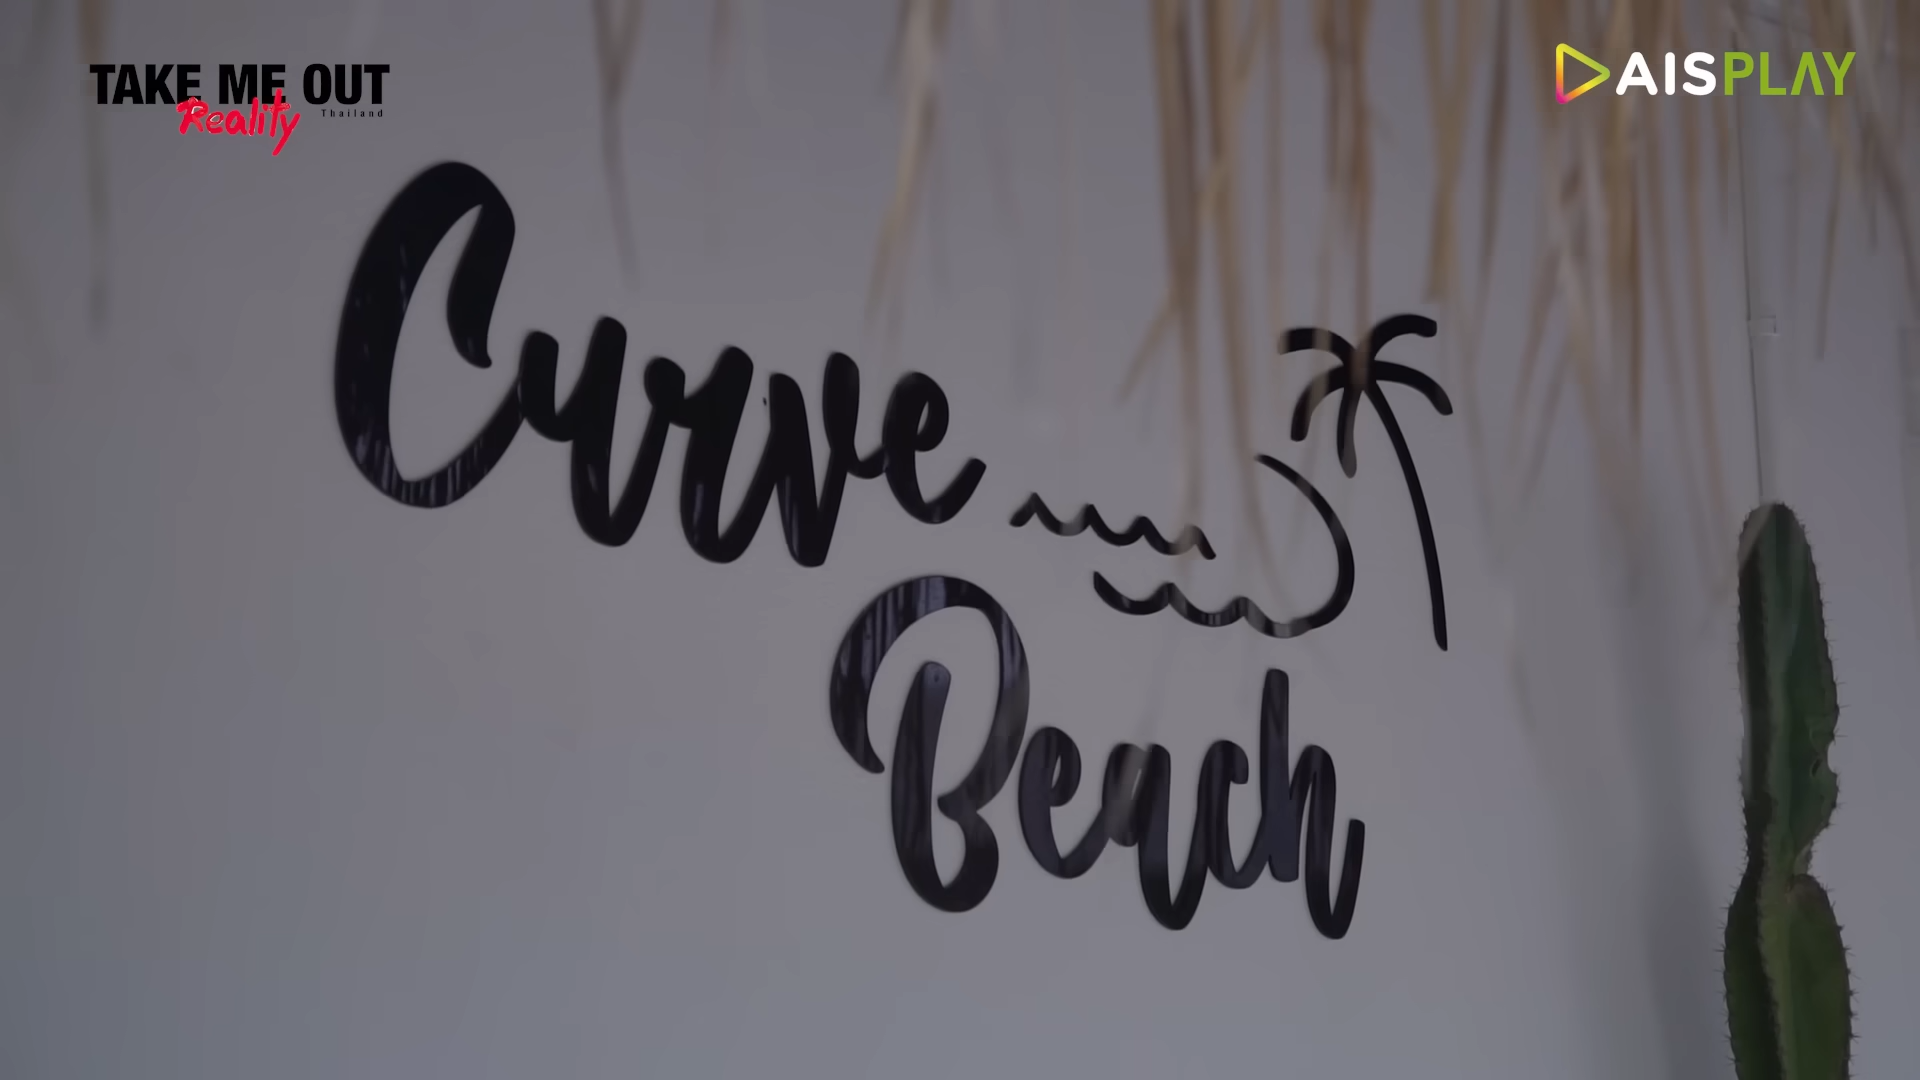 TAKE ME OUT
Reality
Thailand
AISPLAY
Curve
Beach